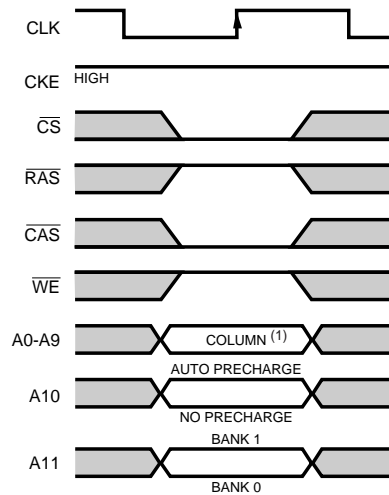 CLK
CKE HIGH
CS
RAS
CAS
WE
A0-A9 COLUMN (1)
AUTO PRECHARGE
A10
NO PRECHARGE
BANK 1
A11
BANK 0